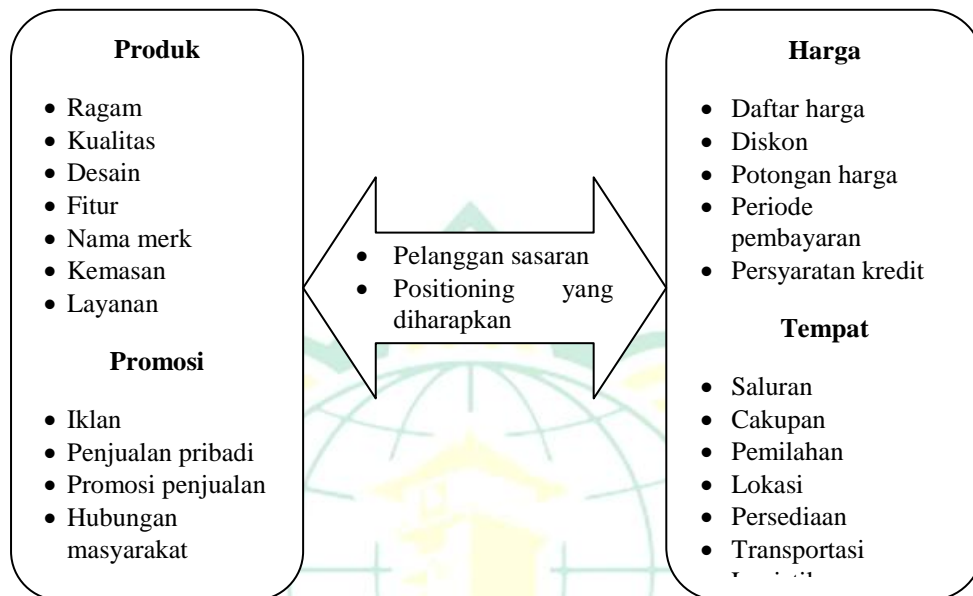 Produk
• Ragam
• Kualitas
• Desain
• Fitur
• Nama merk
• Kemasan
• Layanan
Promosi
• Iklan
• Penjualan pribadi
• Promosi penjualan
• Hubungan
masyarakat
• Pelanggan sasaran
• Positioning yang
diharapkan
Harga
• Daftar harga
• Diskon
• Potongan harga
• Periode
pembayaran
• Persyaratan kredit
Tempat
• Saluran
• Cakupan
• Pemilahan
• Lokasi
• Persediaan
• Transportasi